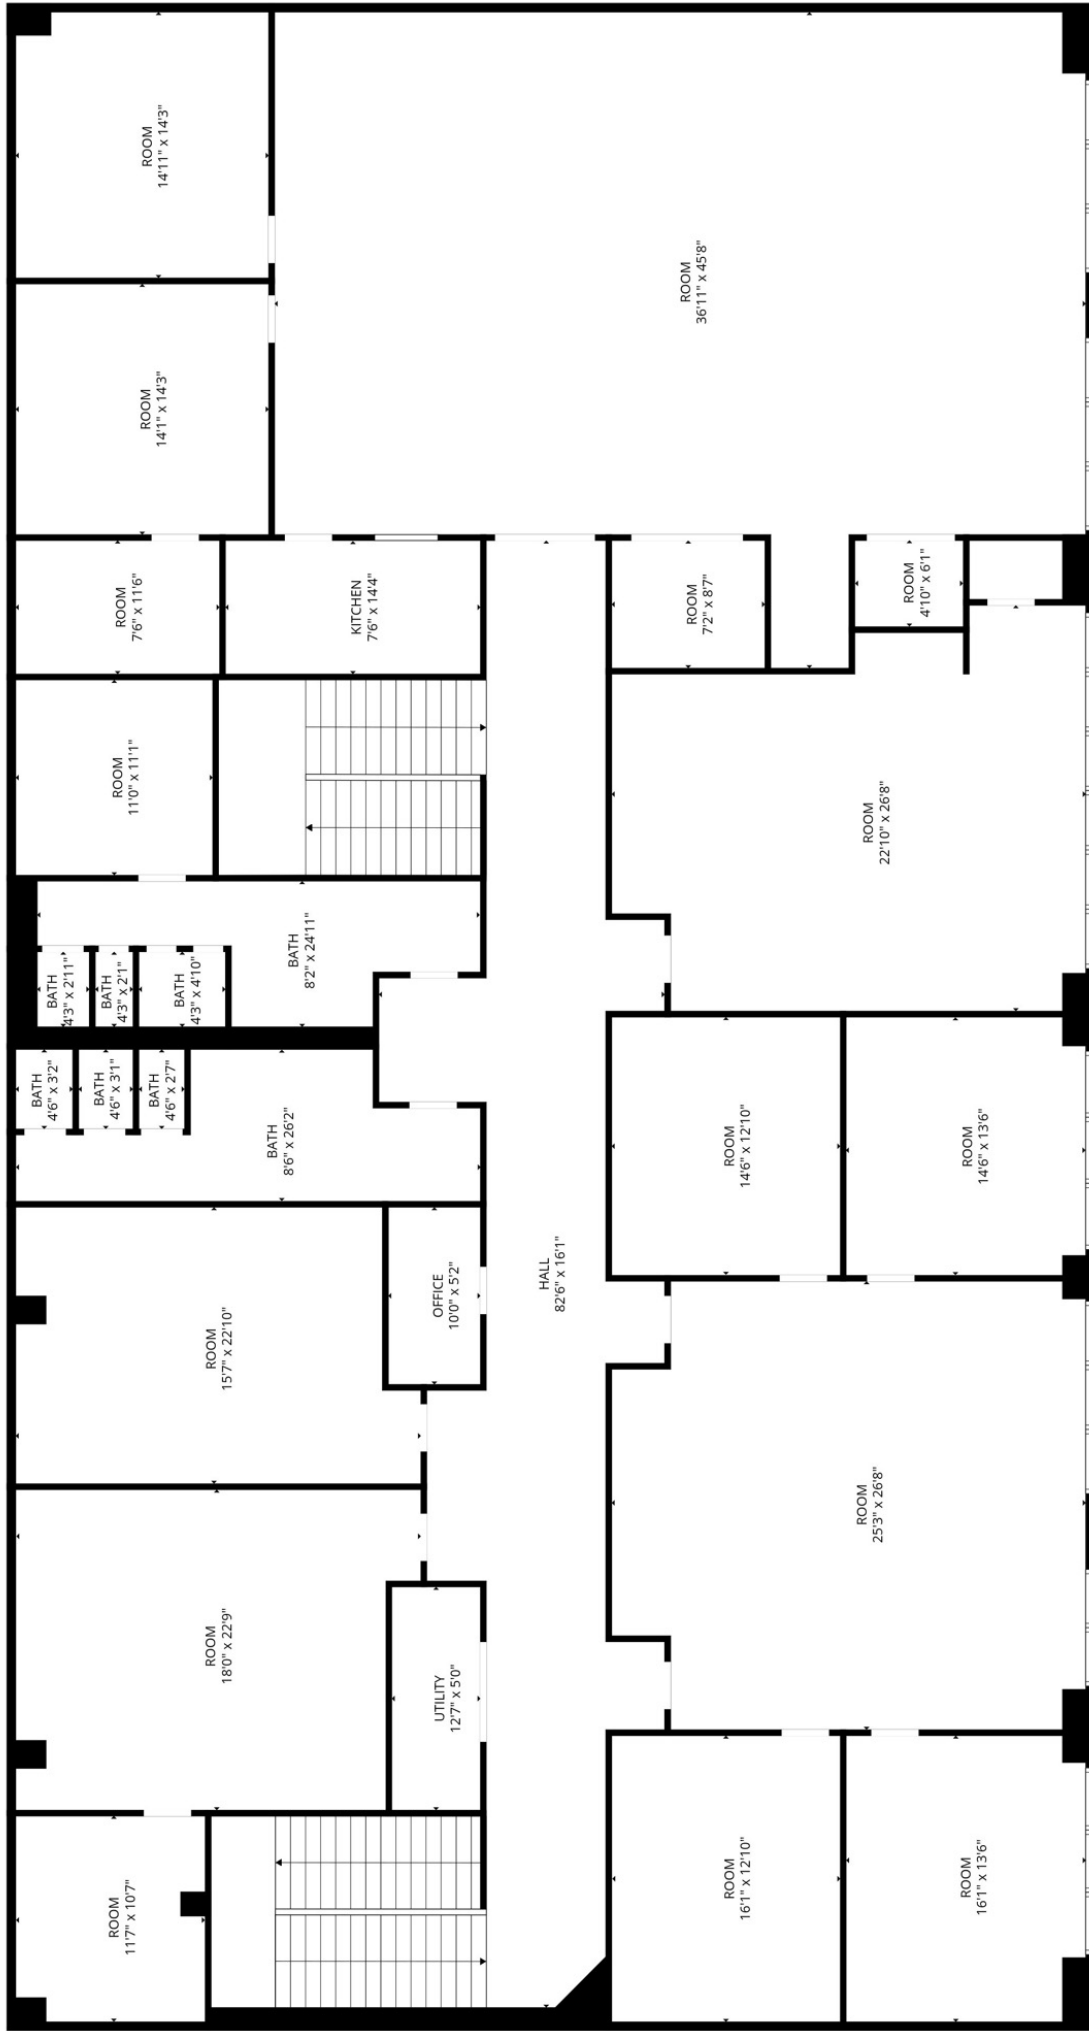 ROOM
14'11" x 14'3"
ROOM
36'11" x 45'8"
ROOM
14'1" x 14'3"
ROOM
7'6" x 11'6"
KITCHEN
7'6" x 14'4"
ROOM
7'2" x 8'7"
ROOM
4'10" x 6'1"
ROOM
11'0" x 11'1"
ROOM
22'10" x 26'8"
BATH
8'2" x 24'11"
BATH
4'3" x 2'11"
BATH
4'3" x 2'1"
BATH
4'3" x 4'10"
BATH
4'6" x 3'2"
BATH
4'6" x 3'1"
BATH
4'6" x 2'7"
BATH
8'6" x 26'2"
ROOM
14'6" x 12'10"
ROOM
14'6" x 13'6"
HALL
82'6" x 16'1"
OFFICE
10'0" x 5'2"
ROOM
15'7" x 22'10"
ROOM
25'3" x 26'8"
ROOM
18'0" x 22'9"
UTILITY
12'7" x 5'0"
ROOM
11'7" x 10'7"
ROOM
16'1" x 12'10"
ROOM
16'1" x 13'6"